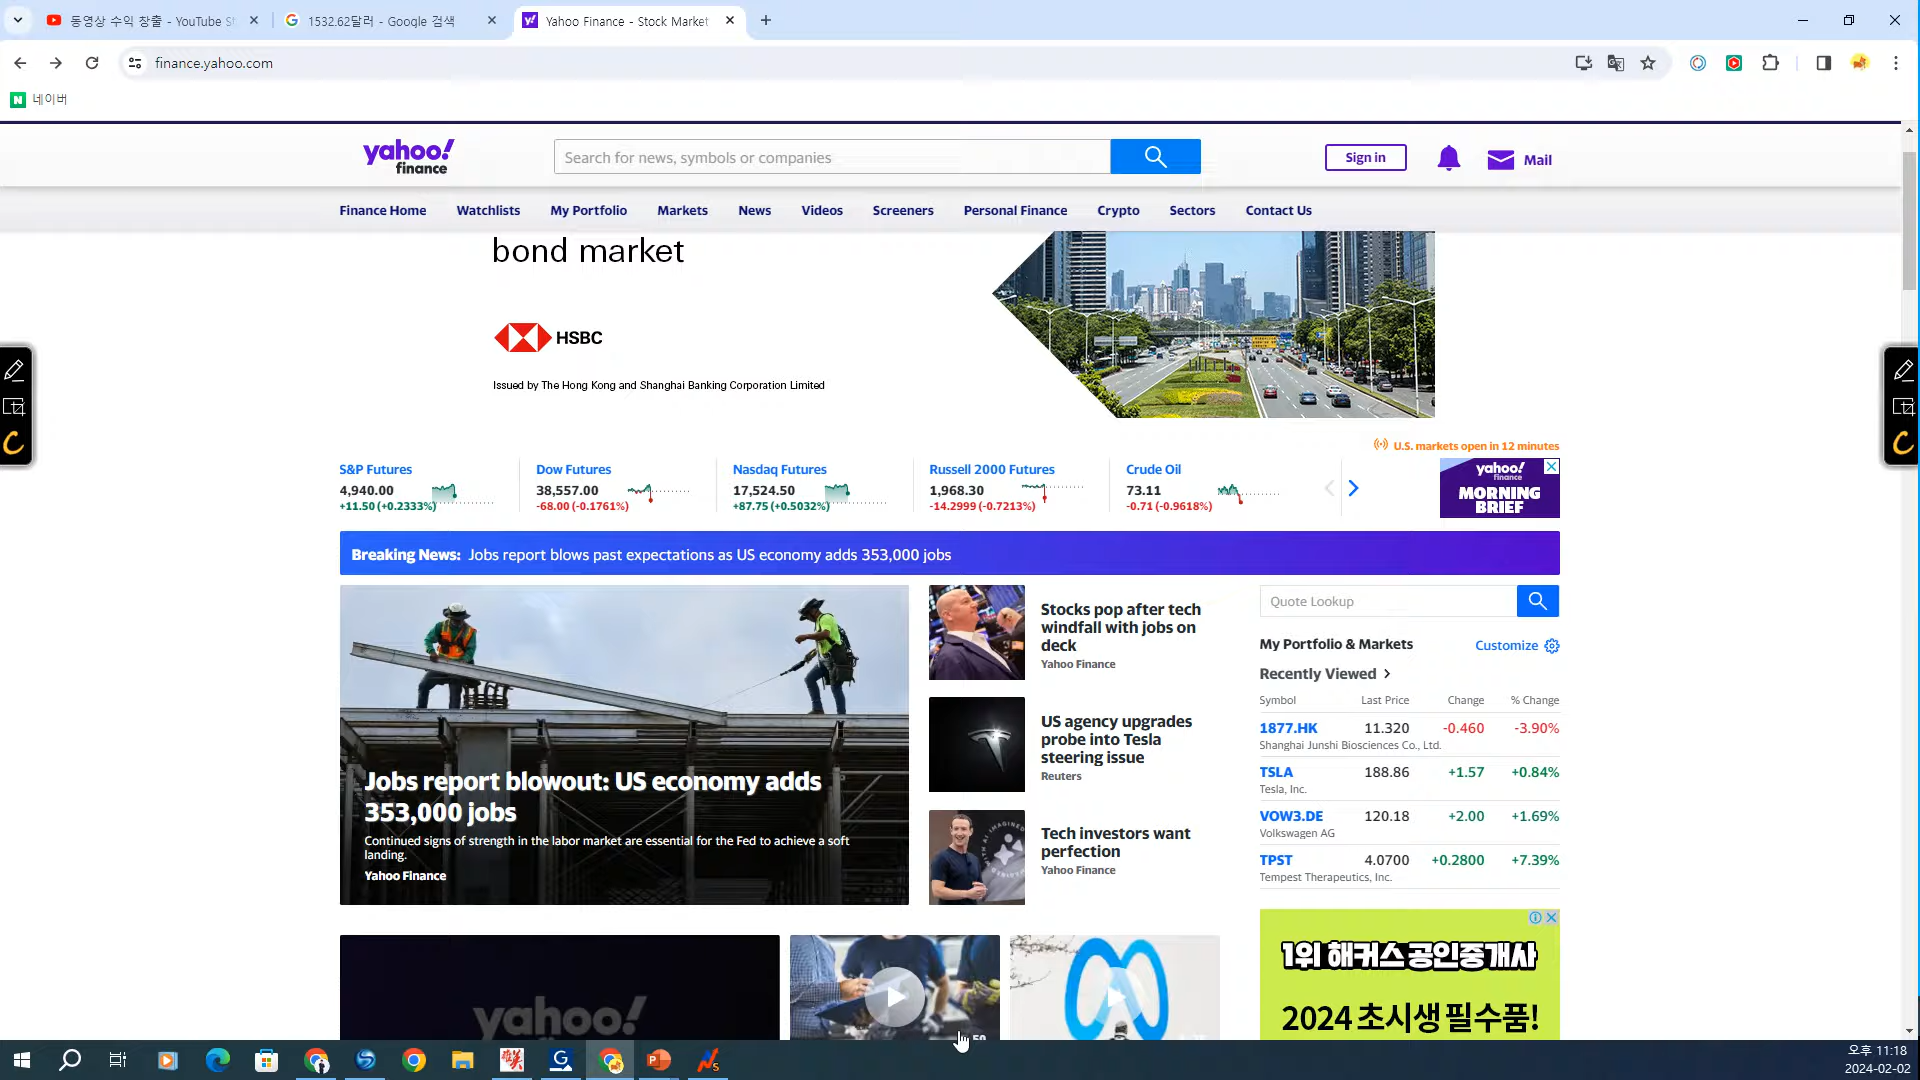 동영상 수익 창출 - YouTube St
1532.62달러 - Google 검색
Yahoo Finance - Stock Market
finance.yahoo.com
N 네이버
yahoo!
finance
Search for news, symbols or companies
Sign in
Mail
Finance Home Watchlists My Portfolio Markets News Videos Screeners Personal Finance Crypto Sectors Contact Us
bond market
HSBC
Issued by The Hong Kong and Shanghai Banking Corporation Limited
U.S. markets open in 12 minutes
S&P Futures
4,940.00
+11.50 (+0.2333%)
Dow Futures
38,557.00
-68.00 (-0.1761%)
Nasdaq Futures
17,524.50
+87.75 (+0.5032%)
Russell 2000 Futures
1,968.30
-14.2999 (-0.7213%)
Crude Oil
73.11
-0.71 (-0.9618%)
yahoo!
finance
MORNING
BRIEF
Breaking News: Jobs report blows past expectations as US economy adds 353,000 jobs
Jobs report blowout: US economy adds
353,000 jobs
Continued signs of strength in the labor market are essential for the Fed to achieve a soft
landing.
Yahoo Finance
Stocks pop after tech
windfall with jobs on
deck
Yahoo Finance
US agency upgrades
probe into Tesla
steering issue
Reuters
Tech investors want
perfection
Yahoo Finance
Quote Lookup
My Portfolio & Markets
Customize
Recently Viewed
Symbol Last Price Change % Change
1877.HK 11.320 -0.460 -3.90%
Shanghai Junshi Biosciences Co., Ltd.
TSLA 188.86 +1.57 +0.84%
Tesla, Inc.
VOW3.DE 120.18 +2.00 +1.69%
Volkswagen AG
TPST 4.0700 +0.2800 +7.39%
Tempest Therapeutics, Inc.
yahoo!
1위 해커스 공인중개사
2024 초시생 필수품!
오후 11:18
2024-02-02